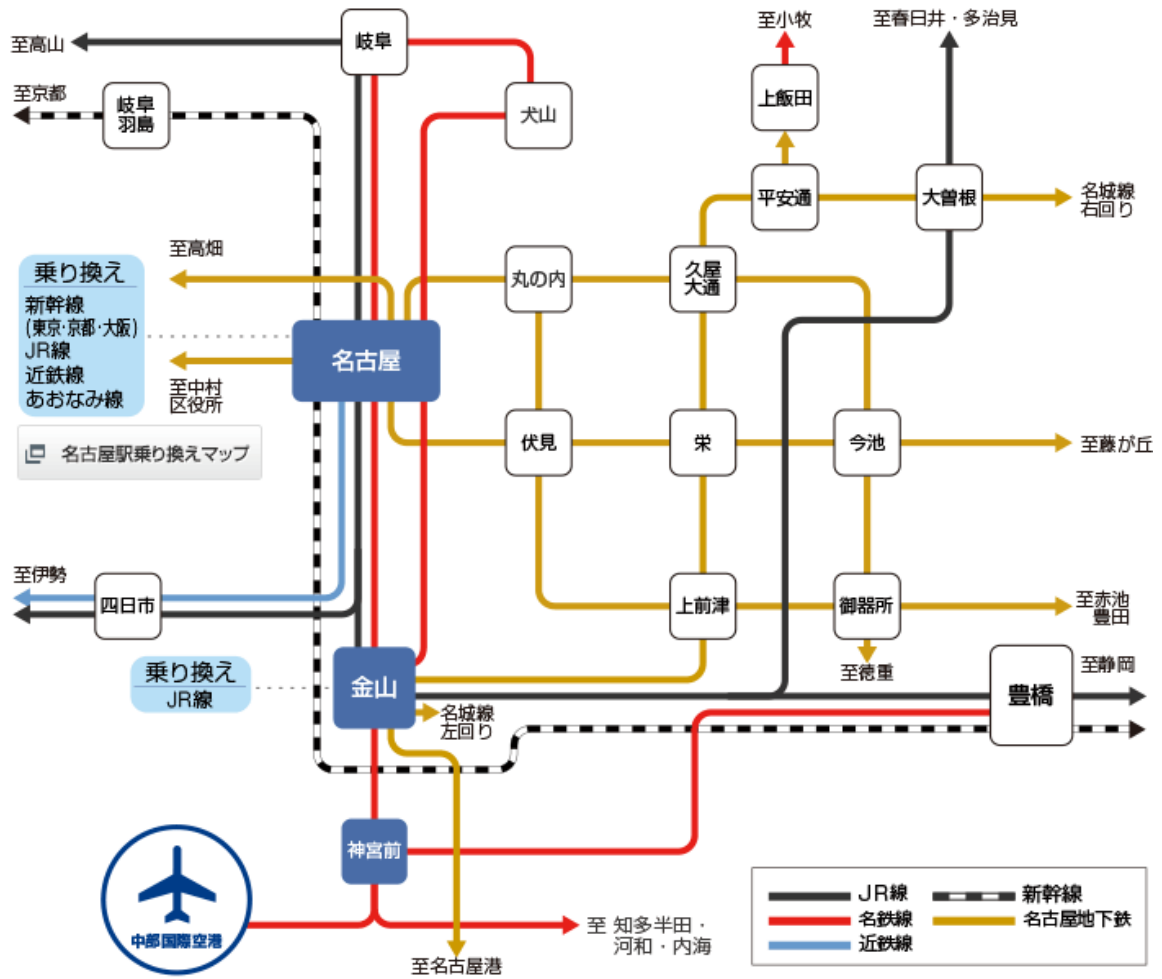 至高山
岐阜
至小牧
至春日井・多治見
至京都
岐阜
羽島
犬山
上飯田
平安通
大曽根
名城線
右回り
至高畑
丸の内
久屋
大通
乗り換え
新幹線
(東京・京都・大阪)
JR線
近鉄線
あおなみ線
名古屋
至中村
区役所
名古屋駅乗り換えマップ
伏見
栄
今池
至藤が丘
至伊勢
四日市
上前津
御器所
至赤池
豊田
至徳重
乗り換え
JR線
金山
名城線
左回り
豊橋
至静岡
神宮前
中部国際空港
至 知多半田・
河和・内海
至名古屋港
JR線
新幹線
名鉄線
名古屋地下鉄
近鉄線